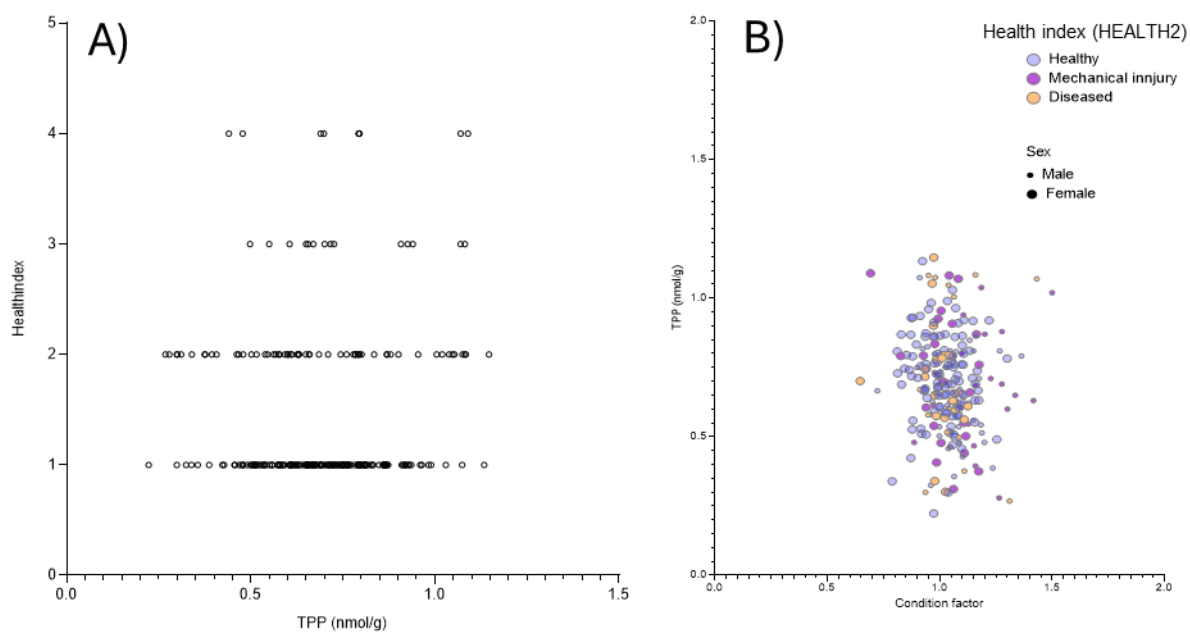 A)
5
4
3
2
1
0
Healthindex
0.0
0.5
1.0
1.5
TPP (nmol/g)
B)
Health index (HEALTH2)
Healthy
Mechanical innjury
Diseased
Sex
Male
Female
2.0
1.5
1.0
0.5
0.0
TPP (nmol/g)
0.0
0.5
1.0
1.5
2.0
Condition factor